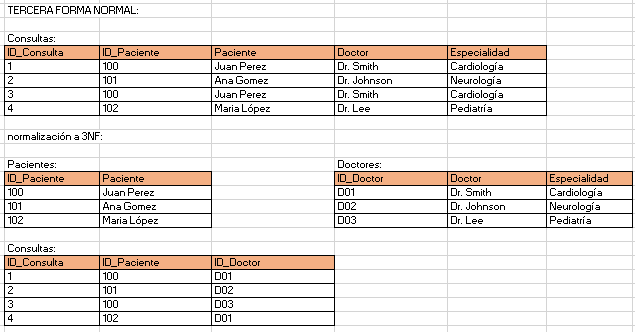 TERCERA FORMA NORMAL:
Consultas:
ID_Consulta ID_Paciente Paciente Doctor Especialidad
1 100 Juan Perez Dr. Smith Cardiología
2 101 Ana Gomez Dr. Johnson Neurología
3 100 Juan Perez Dr. Smith Cardiología
4 102 Maria López Dr. Lee Pediatría
normalización a 3NF:
Pacientes:
ID_Paciente Paciente
100 Juan Perez
101 Ana Gomez
102 Maria López
Doctores:
ID_Doctor Doctor Especialidad
D01 Dr. Smith Cardiología
D02 Dr. Johnson Neurología
D03 Dr. Lee Pediatría
Consultas:
ID_Consulta ID_Paciente ID_Doctor
1 100 D01
2 101 D02
3 100 D03
4 102 D01